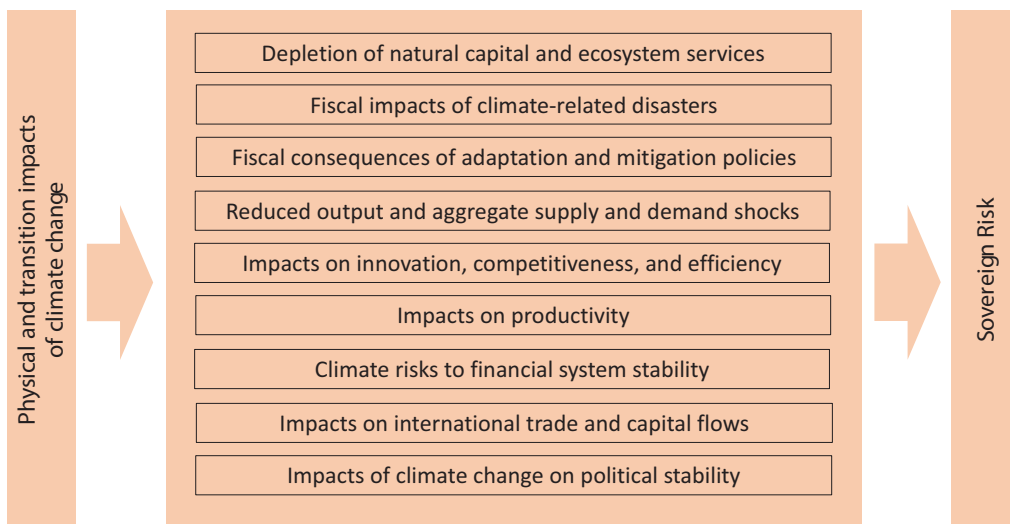 Physical and transition impacts
of climate change
Depletion of natural capital and ecosystem services
Fiscal impacts of climate-related disasters
Fiscal consequences of adaptation and mitigation policies
Reduced output and aggregate supply and demand shocks
Impacts on innovation, competitiveness, and efficiency
Impacts on productivity
Climate risks to financial system stability
Impacts on international trade and capital flows
Impacts of climate change on political stability
Sovereign Risk